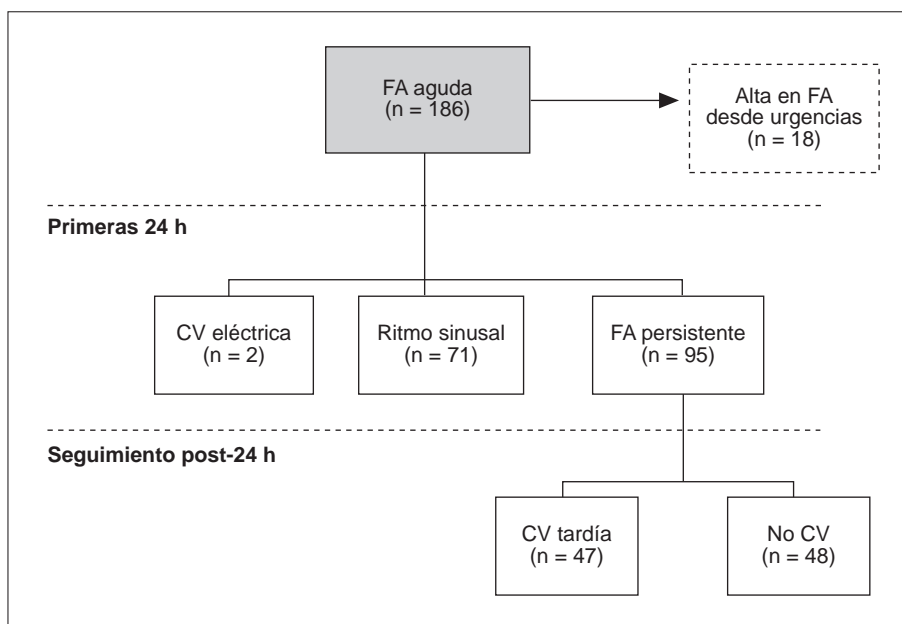 FA aguda
(n = 186)
Alta en FA
desde urgencias
(n = 18)
Primeras 24 h
CV eléctrica
(n = 2)
Ritmo sinusal
(n = 71)
FA persistente
(n = 95)
Seguimiento post-24 h
CV tardía
(n = 47)
No CV
(n = 48)